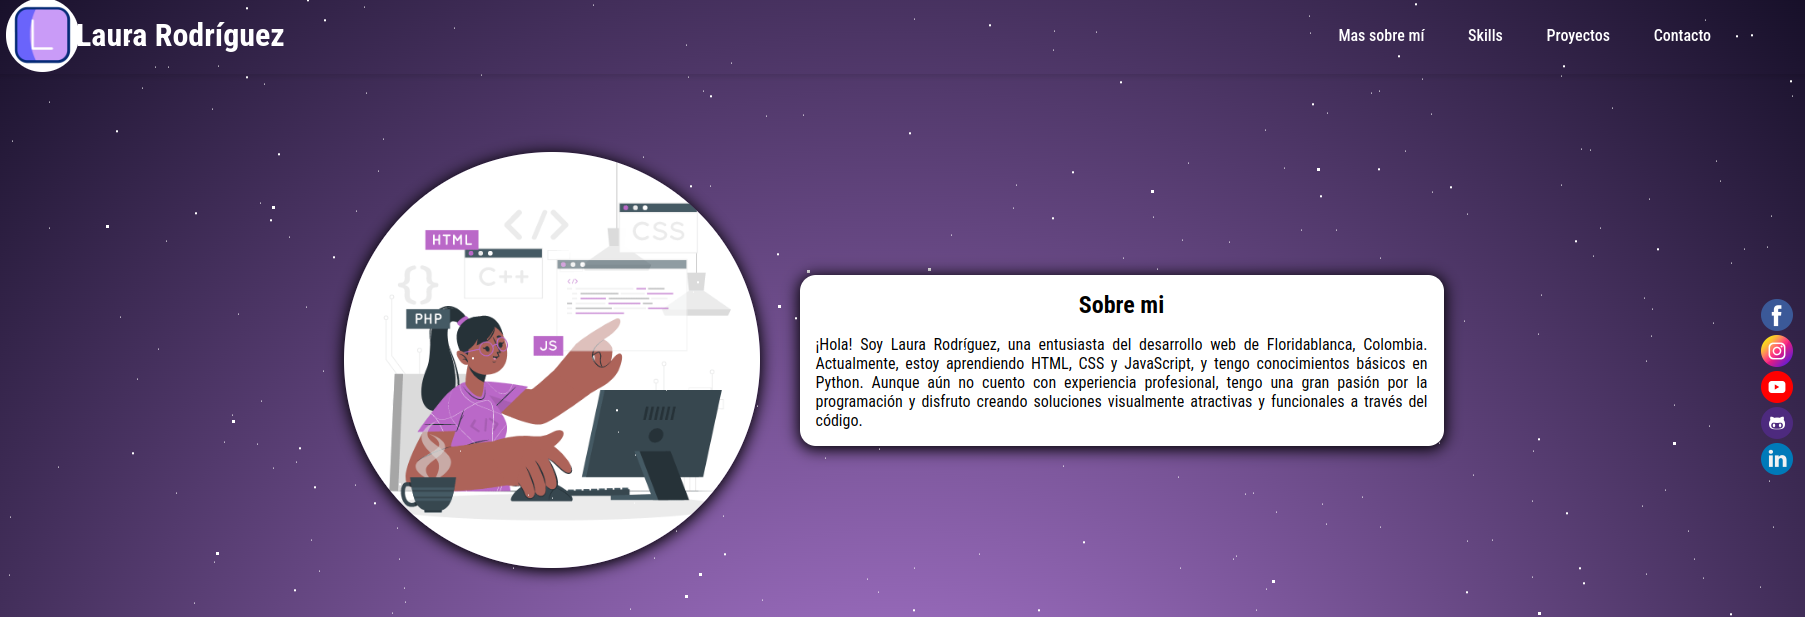 L
Laura Rodríguez
Mas sobre mí
Skills
Proyectos
Contacto
HTML
</>
CSS
C++
{}
</>
PHP
JS
</>
Sobre mi
¡Hola! Soy Laura Rodríguez, una entusiasta del desarrollo web de Floridablanca, Colombia.
Actualmente, estoy aprendiendo HTML, CSS y JavaScript, y tengo conocimientos básicos en
Python. Aunque aún no cuento con experiencia profesional, tengo una gran pasión por la
programación y disfruto creando soluciones visualmente atractivas y funcionales a través del
código.
f
in